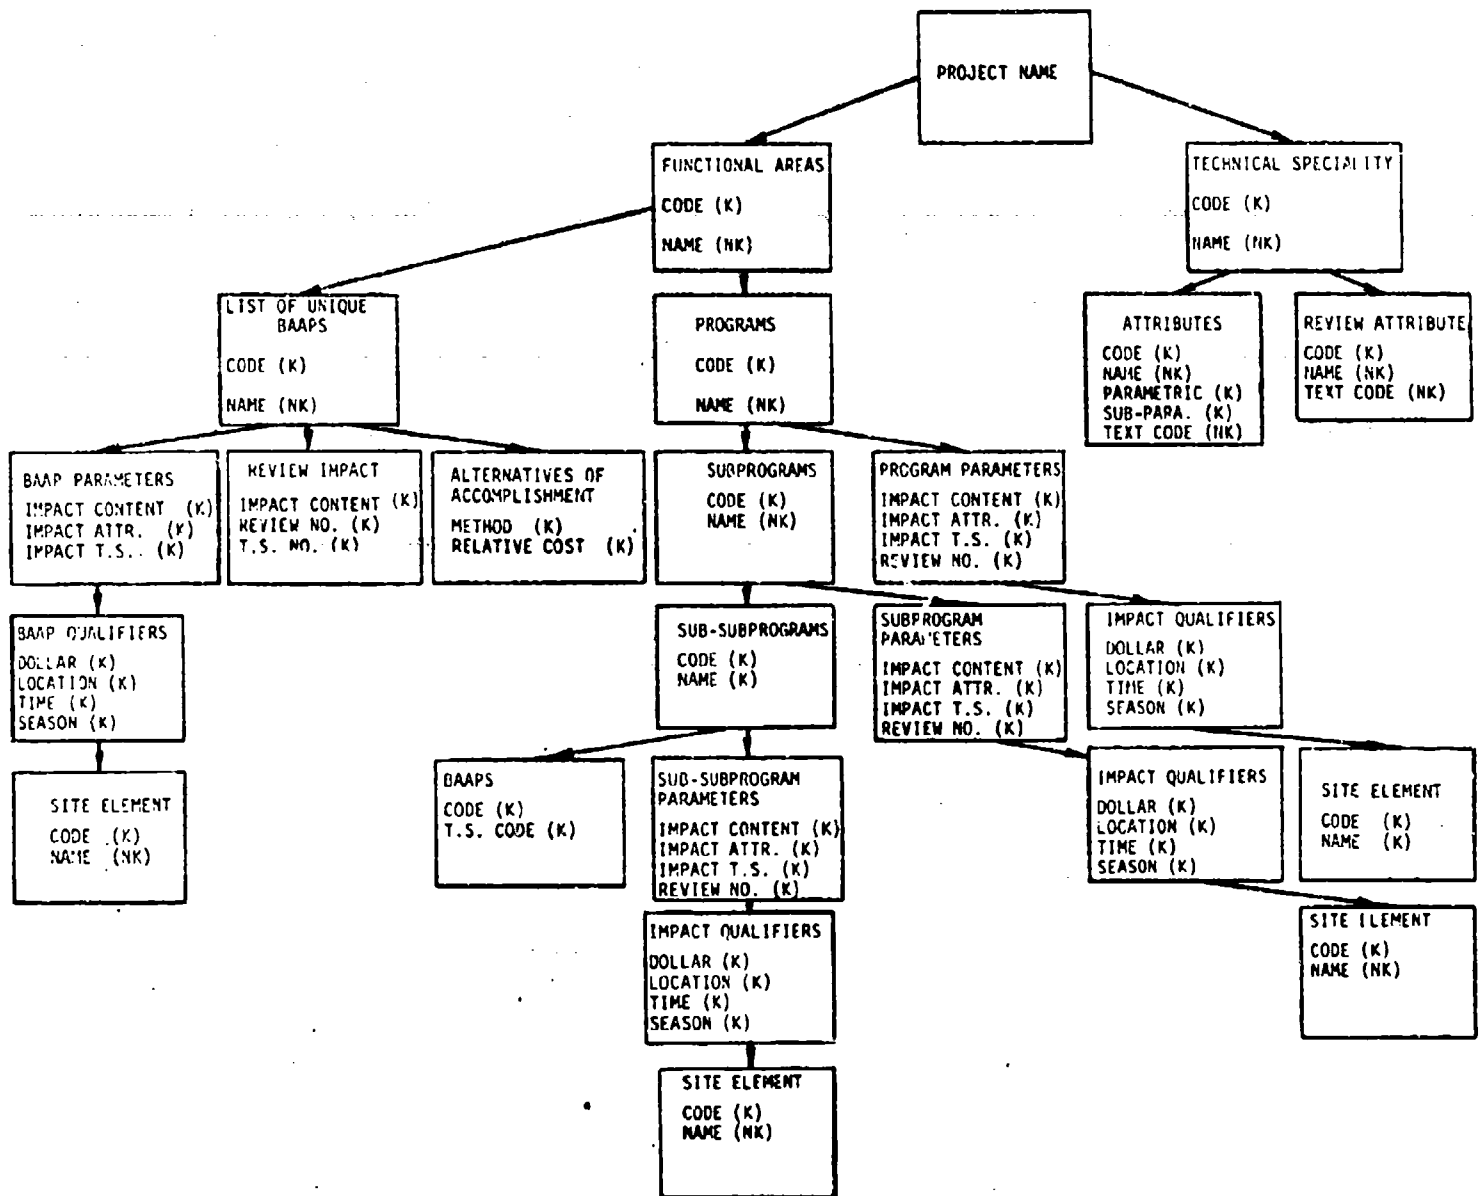 PROJECT NAME
FUNCTIONAL AREAS
CODE (K)
NAME (NK)
TECHNICAL SPECIALITY
CODE (K)
NAME (NK)
LIST OF UNIQUE
BAAPS
CODE (K)
NAME (NK)
PROGRAMS
CODE (K)
NAME (NK)
ATTRIBUTES
CODE (K)
NAME (NK)
PARAMETRIC (K)
SUB-PARA. (K)
TEXT CODE (NK)
REVIEW ATTRIBUTE
CODE (K)
NAME (NK)
TEXT CODE (NK)
BAAP PARAMETERS
IMPACT CONTENT (K)
IMPACT ATTR. (K)
IMPACT T.S.. (K)
REVIEW IMPACT
IMPACT CONTENT (K)
REVIEW NO. (K)
T.S. NO. (K)
ALTERNATIVES OF
ACCOMPLISHMENT
METHOD (K)
RELATIVE COST (K)
SUBPROGRAMS
CODE (K)
NAME (NK)
PROGRAM PARAMETERS
IMPACT CONTENT (K)
IMPACT ATTR. (K)
IMPACT T.S. (K)
REVIEW NO. (K)
BAAP QUALIFIERS
DOLLAR (K)
LOCATION (K)
TIME (K)
SEASON (K)
SUB-SUBPROGRAMS
CODE (K)
NAME (K)
SUBPROGRAM
PARAMETERS
IMPACT CONTENT (K)
IMPACT ATTR. (K)
IMPACT T.S. (K)
REVIEW NO. (K)
IMPACT QUALIFIERS
DOLLAR (K)
LOCATION (K)
TIME (K)
SEASON (K)
SITE ELEMENT
CODE (K)
NAME (NK)
BAAPS
CODE (K)
T.S. CODE (K)
SUB-SUBPROGRAM
PARAMETERS
IMPACT CONTENT (K)
IMPACT ATTR. (K)
IMPACT T.S. (K)
REVIEW NO. (K)
IMPACT QUALIFIERS
DOLLAR (K)
LOCATION (K)
TIME (K)
SEASON (K)
SITE ELEMENT
CODE (K)
NAME (K)
IMPACT QUALIFIERS
DOLLAR (K)
LOCATION (K)
TIME (K)
SEASON (K)
SITE ELEMENT
CODE (K)
NAME (NK)
SITE ELEMENT
CODE (K)
NAME (NK)